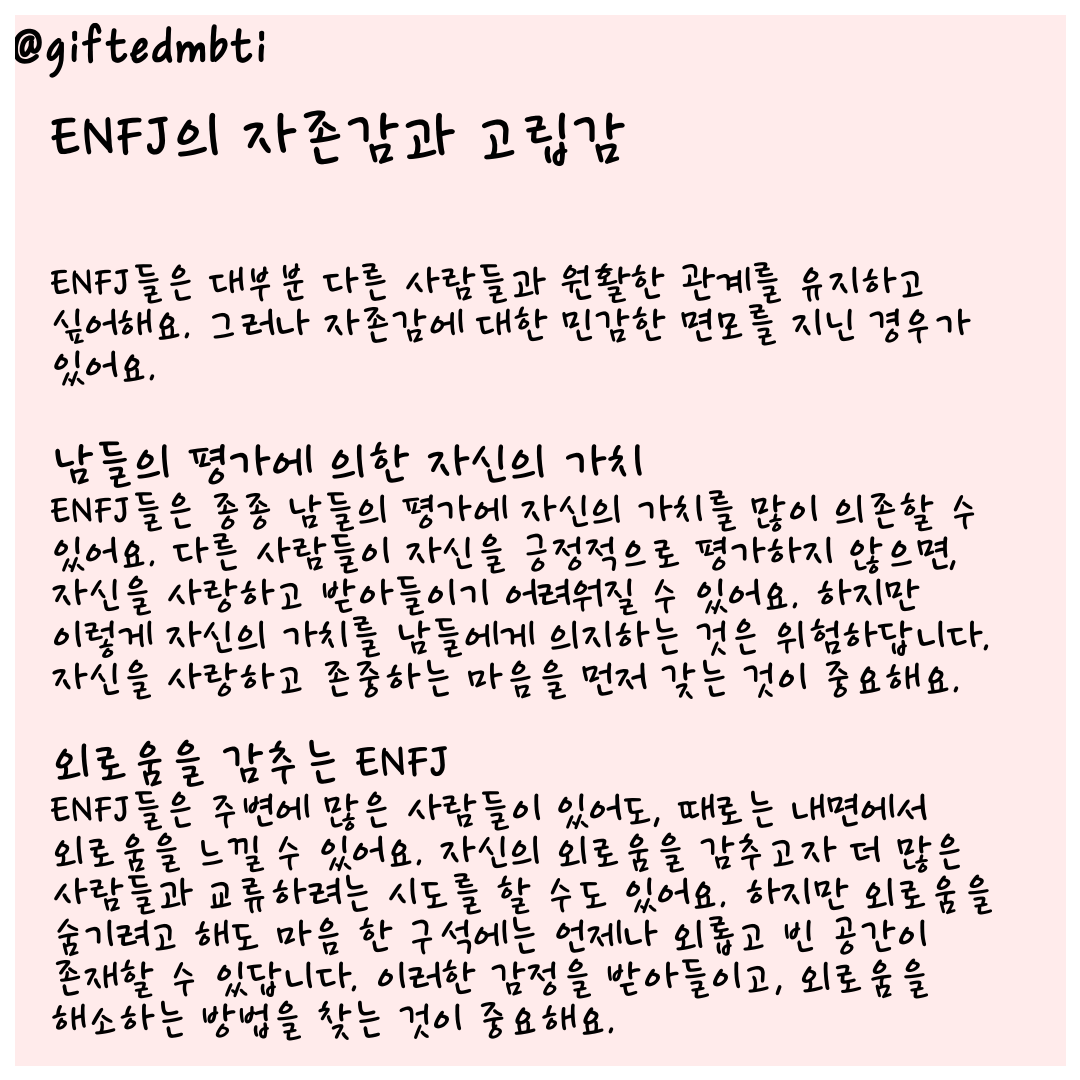 @giftedmbti
ENFJ의 자존감과 고립감
ENFJ들은 대부분 다른 사람들과 원활한 관계를 유지하고
싶어해요. 그러나 자존감에 대한 민감한 면모를 지닌 경우가
있어요.
남들의 평가에 의한 자신의 가치
ENFJ들은 종종 남들의 평가에 자신의 가치를 많이 의존할 수
있어요. 다른 사람들이 자신을 긍정적으로 평가하지 않으면,
자신을 사랑하고 받아들이기 어려워질 수 있어요. 하지만
이렇게 자신의 가치를 남들에게 의지하는 것은 위험하답니다.
자신을 사랑하고 존중하는 마음을 먼저 갖는 것이 중요해요.
외로움을 감추는 ENFJ
ENFJ들은 주변에 많은 사람들이 있어도, 때로는 내면에서
외로움을 느낄 수 있어요. 자신의 외로움을 감추고자 더 많은
사람들과 교류하려는 시도를 할 수도 있어요. 하지만 외로움을
숨기려고 해도 마음 한 구석에는 언제나 외롭고 빈 공간이
존재할 수 있답니다. 이러한 감정을 받아들이고, 외로움을
해소하는 방법을 찾는 것이 중요해요.